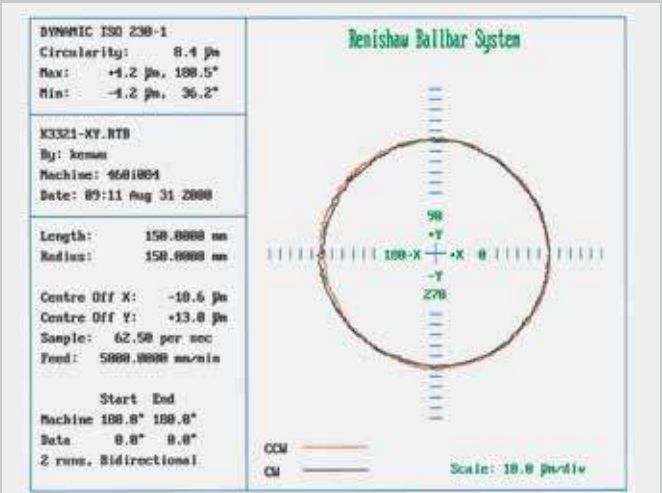 DYNAMIC ISO 230-1
Circularity: 8.4 µm
Max: +4.2 µm, 180.5°
Min: -4.2 µm, 36.2°
K3321-XY.RTB
By: kenwa
Machine: 460i004
Date: 09:11 Aug 31 2000
Length: 150.0000 mm
Radius: 150.0000 mm
Centre Off X: -10.6 µm
Centre Off Y: +13.0 µm
Sample: 62.50 per sec
Feed: 5000.0000 mm/min
Start End
Machine 180.0° 180.0°
Data 0.0° 0.0°
2 runs, Bidirectional
Renishaw Ballbar System
90
+Y
180-X +X 0
-Y
270
CCW
CW
Scale: 10.0 µm/div